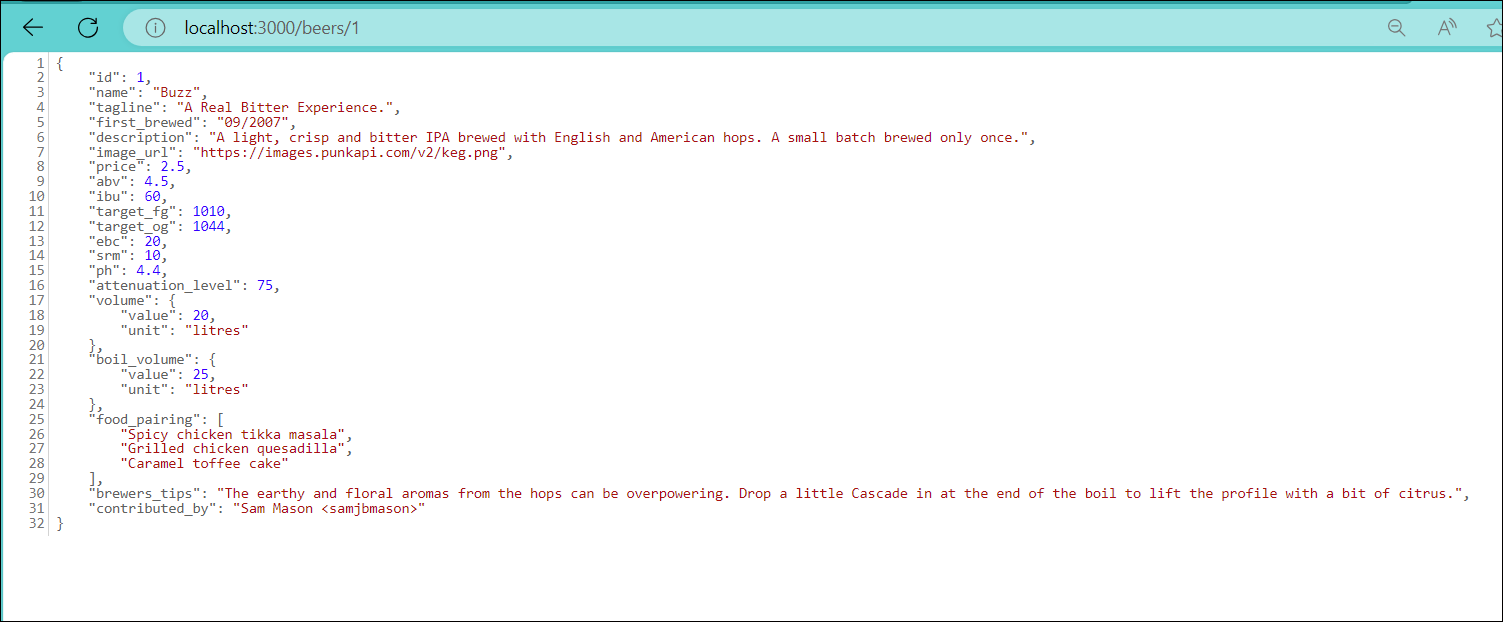 localhost:3000/beers/1
1 {
2 "id": 1,
3 "name": "Buzz",
4 "tagline": "A Real Bitter Experience.",
5 "first_brewed": "09/2007",
6 "description": "A light, crisp and bitter IPA brewed with English and American hops. A small batch brewed only once.",
7 "image_url": "https://images.punkapi.com/v2/keg.png",
8 "price": 2.5,
9 "abv": 4.5,
10 "ibu": 60,
11 "target_fg": 1010,
12 "target_og": 1044,
13 "ebc": 20,
14 "srm": 10,
15 "ph": 4.4,
16 "attenuation_level": 75,
17 "volume": {
18 "value": 20,
19 "unit": "litres"
20 },
21 "boil_volume": {
22 "value": 25,
23 "unit": "litres"
24 },
25 "food_pairing": [
26 "Spicy chicken tikka masala",
27 "Grilled chicken quesadilla",
28 "Caramel toffee cake"
29 ],
30 "brewers_tips": "The earthy and floral aromas from the hops can be overpowering. Drop a little Cascade in at the end of the boil to lift the profile with a bit of citrus.",
31 "contributed_by": "Sam Mason <samjbmason>"
32 }